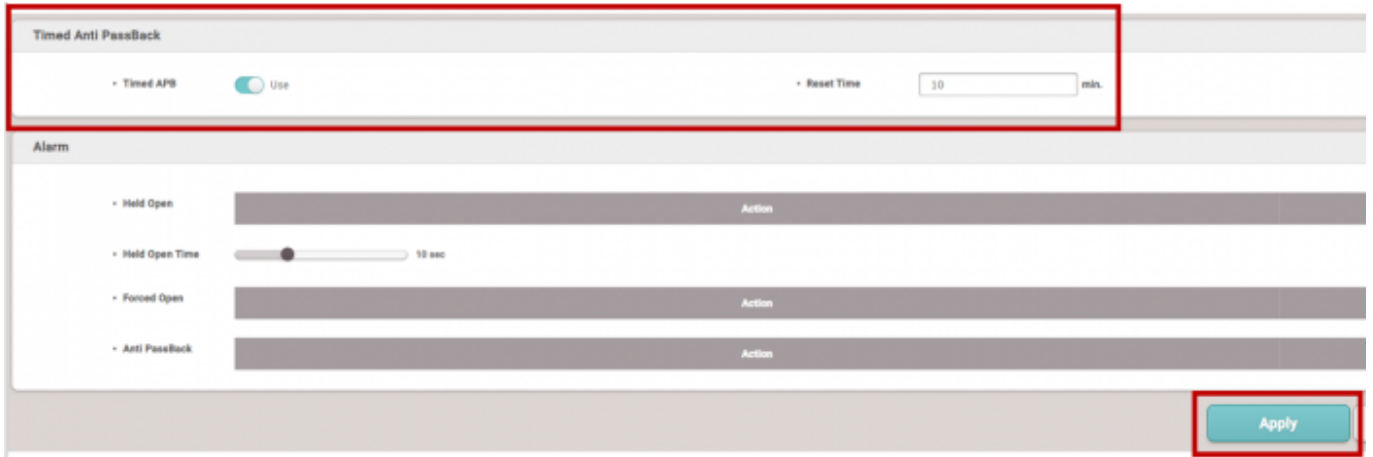 Timed Anti PassBack
• Timed APB Use • Reset Time 10 min.
Alarm
• Held Open Action
• Held Open Time 10 sec
• Forced Open Action
• Anti PassBack Action
Apply